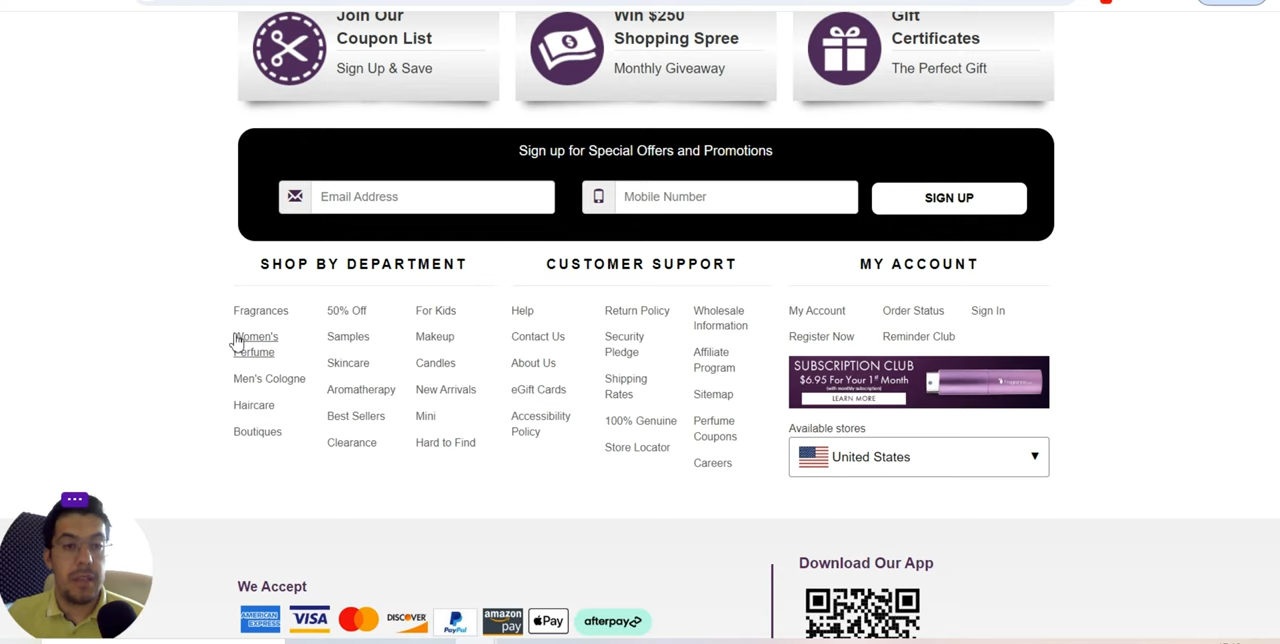 Join Our
Coupon List
Sign Up & Save
Win $250
Shopping Spree
Monthly Giveaway
Gift
Certificates
The Perfect Gift
Sign up for Special Offers and Promotions
Email Address
Mobile Number
SIGN UP
SHOP BY DEPARTMENT
Fragrances
Women's
Perfume
Men's Cologne
Haircare
Boutiques
50% Off
Samples
Skincare
Aromatherapy
Best Sellers
Clearance
For Kids
Makeup
Candles
New Arrivals
Mini
Hard to Find
CUSTOMER SUPPORT
Help
Contact Us
About Us
eGift Cards
Accessibility
Policy
Return Policy
Security
Pledge
Shipping
Rates
100% Genuine
Store Locator
Wholesale
Information
Affiliate
Program
Sitemap
Perfume
Coupons
Careers
MY ACCOUNT
My Account
Order Status
Sign In
Register Now
Reminder Club
SUBSCRIPTION CLUB
$6.95 For Your 1st Month
(with monthly subscription)
LEARN MORE
Available stores
United States
We Accept
AMERICAN
EXPRESS
VISA
DISCOVER
PayPal
amazon
pay
Pay
afterpay
Download Our App